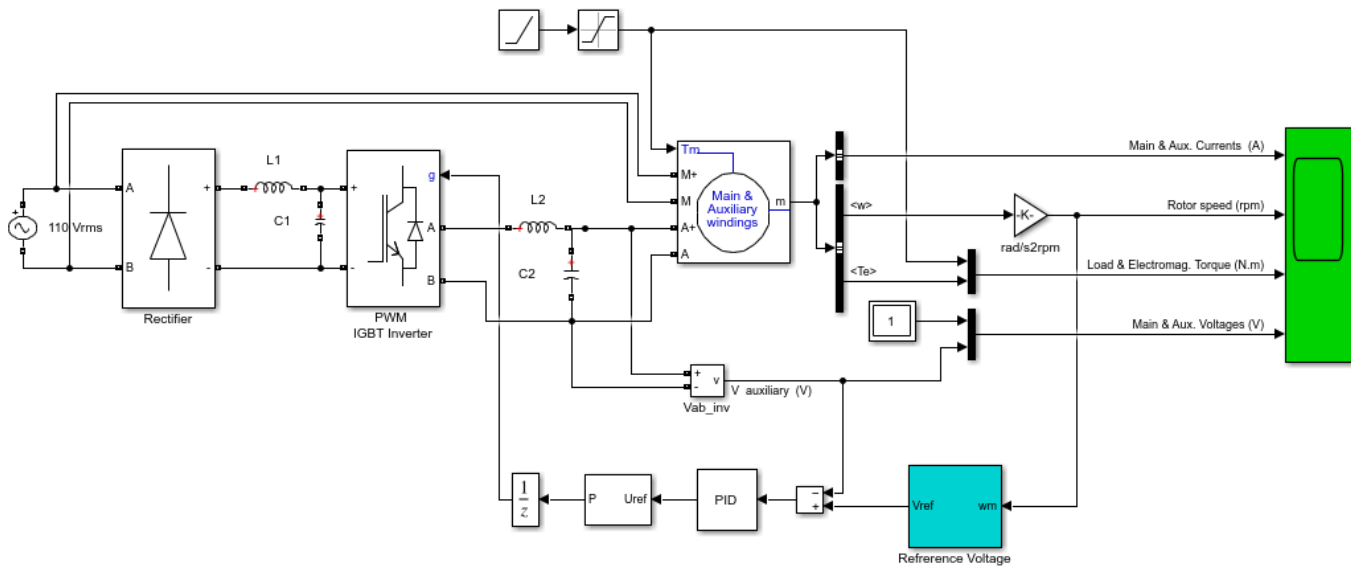 L1
C1
110 Vrms
A
B
+
-
Rectifier
+
-
g
A
B
PWM
IGBT Inverter
L2
C2
Tm
M+
M
A+
A
Main &
Auxiliary
windings
m
<w>
<Te>
-K-
rad/s2rpm
1
Main & Aux. Currents (A)
Rotor speed (rpm)
Load & Electromag. Torque (N.m)
Main & Aux. Voltages (V)
+
-
v
Vab_inv
V auxiliary (V)
1
z
P
Uref
PID
−
+
Vref
wm
Refrerence Voltage